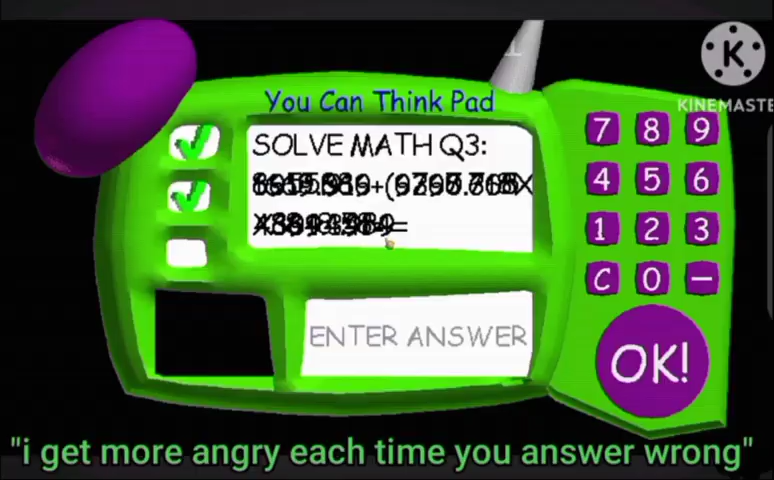 KINEMASTE
You Can Think Pad
SOLVE MATH Q3:
7 8 9
4 5 6
1 2 3
C 0 −
ENTER ANSWER
OK!
"i get more angry each time you answer wrong"